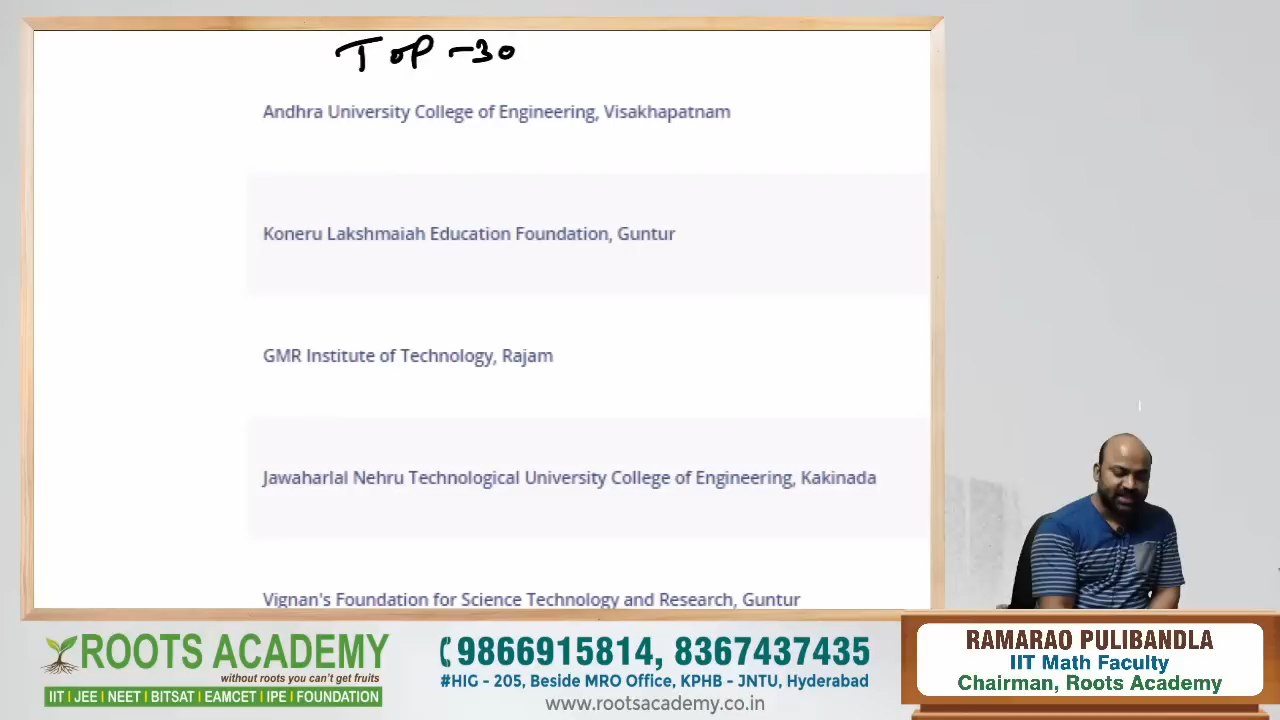 TOP -30
Andhra University College of Engineering, Visakhapatnam
Koneru Lakshmaiah Education Foundation, Guntur
GMR Institute of Technology, Rajam
Jawaharlal Nehru Technological University College of Engineering, Kakinada
Vignan's Foundation for Science Technology and Research, Guntur
ROOTS ACADEMY
without roots you can't get fruits
IIT | JEE | NEET | BITSAT | EAMCET | IPE | FOUNDATION
9866915814, 8367437435
#HIG - 205, Beside MRO Office, KPHB - JNTU, Hyderabad
www.rootsacademy.co.in
RAMARAO PULIBANDLA
IIT Math Faculty
Chairman, Roots Academy